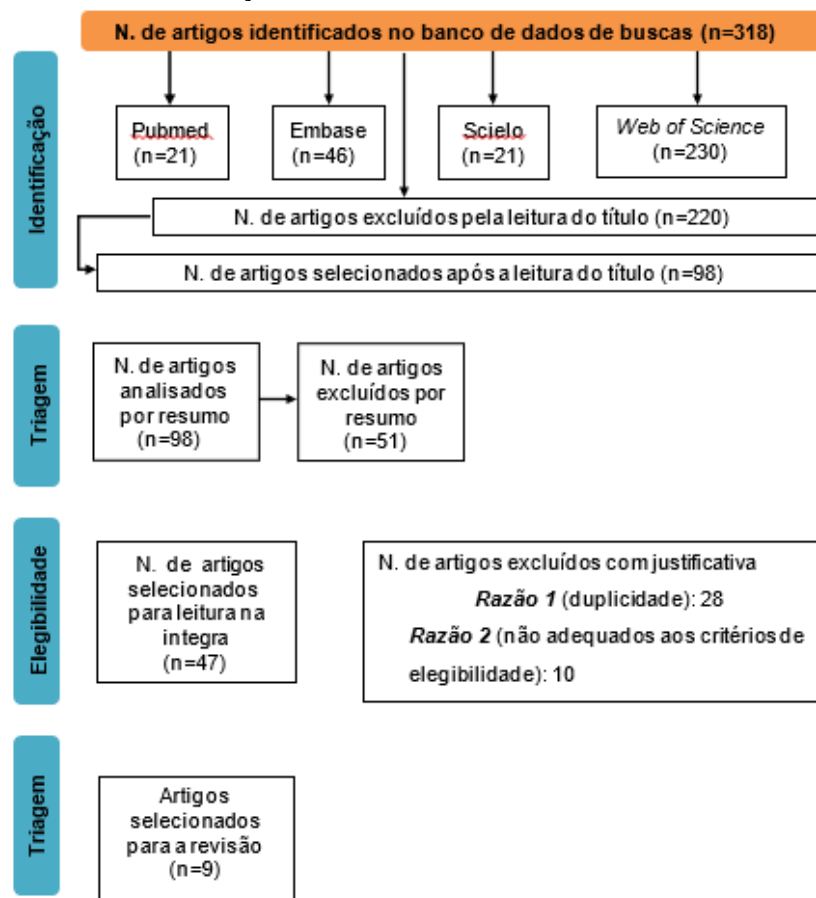 N. de artigos identificados no banco de dados de buscas (n=318)
Identificação
Pubmed
(n=21)
Embase
(n=46)
Scielo
(n=21)
Web of Science
(n=230)
N. de artigos excluídos pela leitura do título (n=220)
N. de artigos selecionados após a leitura do título (n=98)
Triagem
N. de artigos
analisados
por resumo
(n=98)
N. de artigos
excluídos por
resumo
(n=51)
Elegibilidade
N. de artigos
selecionados
para leitura na
integra
(n=47)
N. de artigos excluídos com justificativa
Razão 1 (duplicidade): 28
Razão 2 (não adequados aos critérios de
elegibilidade): 10
Triagem
Artigos
selecionados
para a revisão
(n=9)